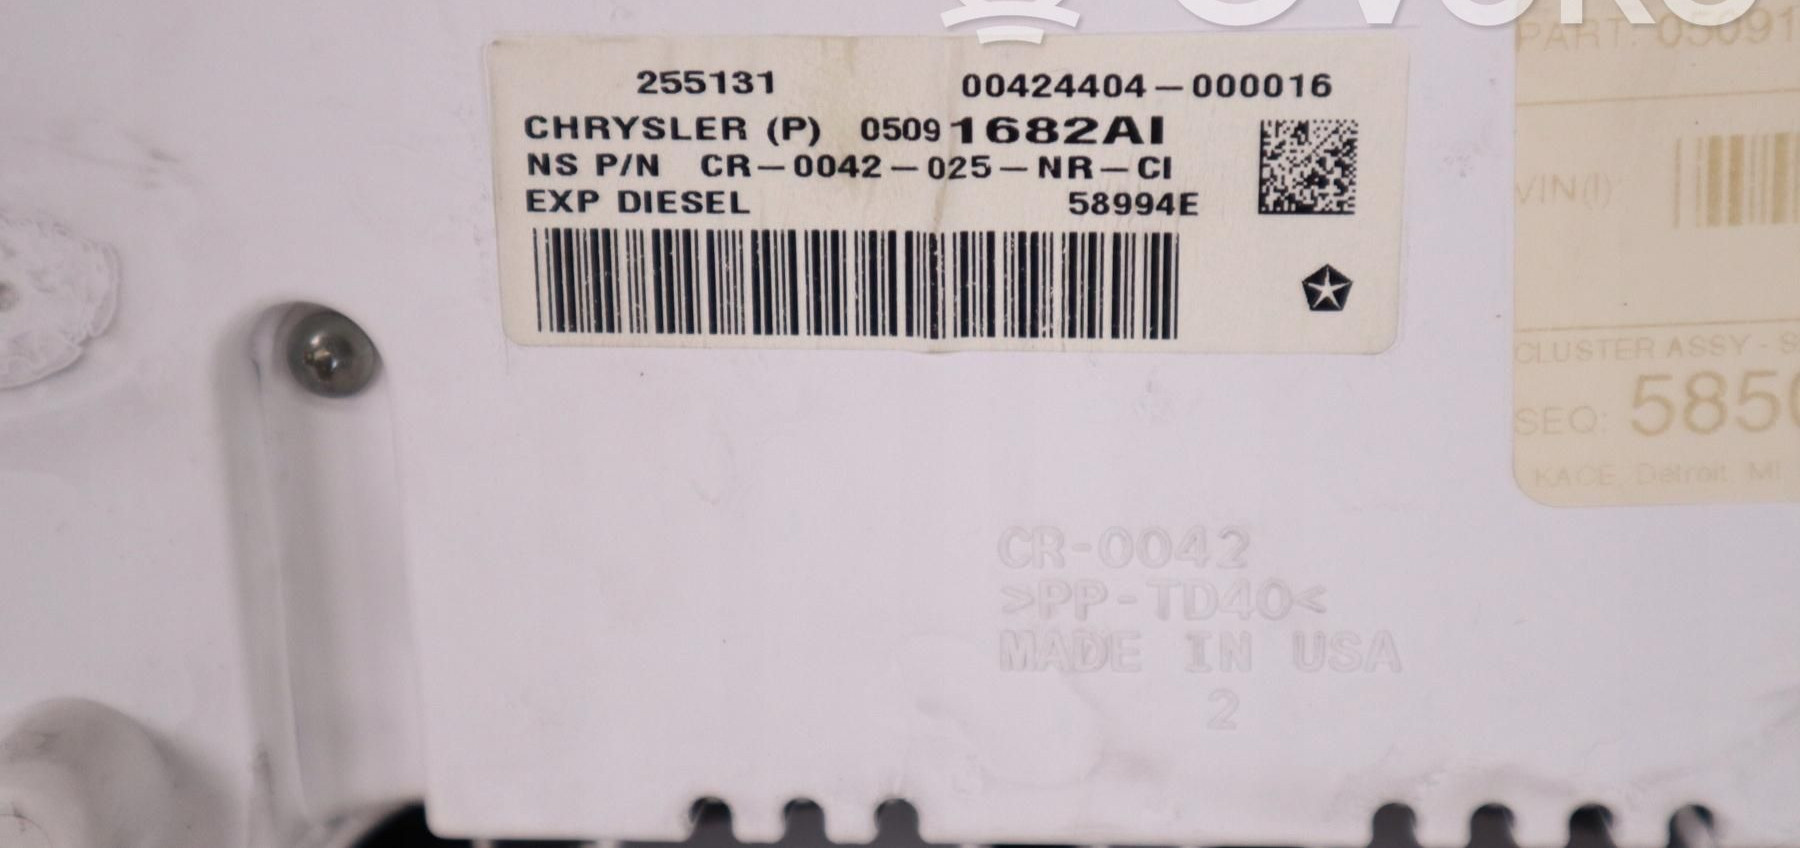 255131 00424404-000016
CHRYSLER (P) 05091682AI
NS P/N CR-0042-025-NR-CI
EXP DIESEL 58994E
PART: 05091
VIN(I):
CLUSTER ASSY - S
SEQ: 585
KACE, Detroit, MI
CR-0042
>PP-TD40<
MADE IN USA
2